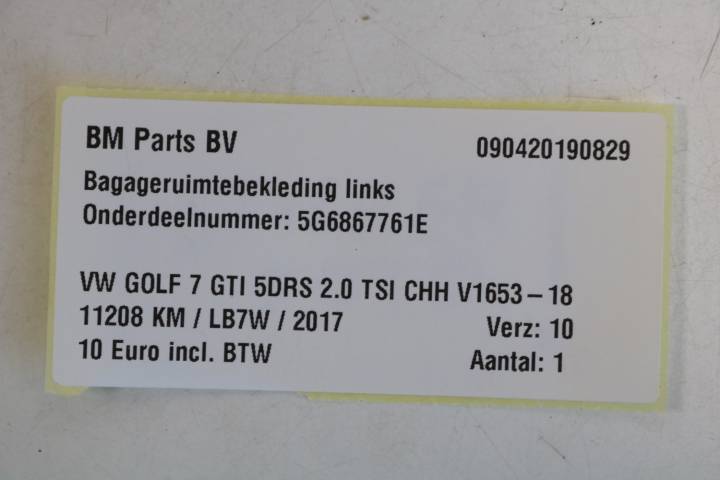 BM Parts BV 090420190829
Bagageruimtebekleding links
Onderdeelnummer: 5G6867761E
VW GOLF 7 GTI 5DRS 2.0 TSI CHH V1653-18
11208 KM / LB7W / 2017 Verz: 10
10 Euro incl. BTW Aantal: 1